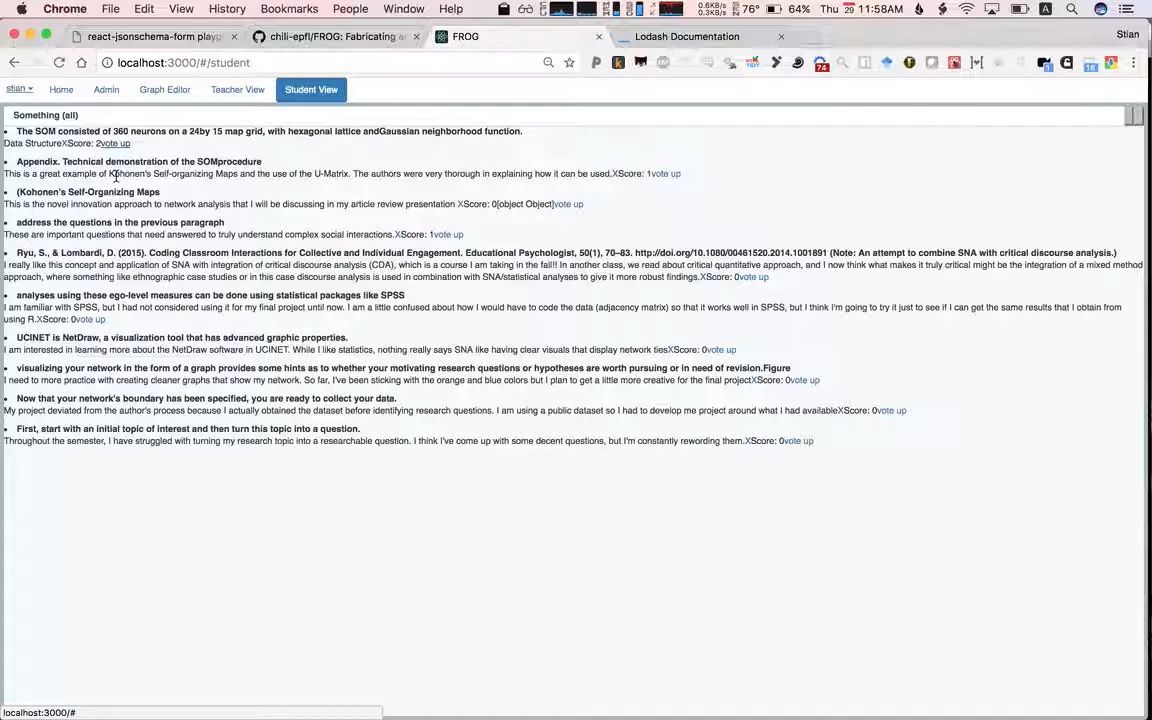 Chrome File Edit View History Bookmarks People Window Help 0.6KB/s 0.3KB/s 76° 64% Thu 29 11:58AM
react-jsonschema-form playg × chili-epfl/FROG: Fabricating a × FROG × Lodash Documentation × Stian
localhost:3000/#/student
stian Home Admin Graph Editor Teacher View Student View
Something (all)
• The SOM consisted of 360 neurons on a 24by 15 map grid, with hexagonal lattice andGaussian neighborhood function.
Data StructureXScore: 2vote up
• Appendix. Technical demonstration of the SOMprocedure
This is a great example of Kohonen's Self-organizing Maps and the use of the U-Matrix. The authors were very thorough in explaining how it can be used.XScore: 1vote up
• (Kohonen's Self-Organizing Maps
This is the novel innovation approach to network analysis that I will be discussing in my article review presentation XScore: 0[object Object]vote up
• address the questions in the previous paragraph
These are important questions that need answered to truly understand complex social interactions.XScore: 1vote up
• Ryu, S., & Lombardi, D. (2015). Coding Classroom Interactions for Collective and Individual Engagement. Educational Psychologist, 50(1), 70–83. http://doi.org/10.1080/00461520.2014.1001891 (Note: An attempt to combine SNA with critical discourse analysis.)
I really like this concept and application of SNA with integration of critical discourse analysis (CDA), which is a course I am taking in the fall!! In another class, we read about critical quantitative approach, and I now think what makes it truly critical might be the integration of a mixed method
approach, where something like ethnographic case studies or in this case discourse analysis is used in combination with SNA/statistical analyses to give it more robust findings.XScore: 0vote up
• analyses using these ego-level measures can be done using statistical packages like SPSS
I am familiar with SPSS, but I had not considered using it for my final project until now. I am a little confused about how I would have to code the data (adjacency matrix) so that it works well in SPSS, but I think I'm going to try it just to see if I can get the same results that I obtain from
using R.XScore: 0vote up
• UCINET is NetDraw, a visualization tool that has advanced graphic properties.
I am interested in learning more about the NetDraw software in UCINET. While I like statistics, nothing really says SNA like having clear visuals that display network tiesXScore: 0vote up
• visualizing your network in the form of a graph provides some hints as to whether your motivating research questions or hypotheses are worth pursuing or in need of revision.Figure
I need to more practice with creating cleaner graphs that show my network. So far, I've been sticking with the orange and blue colors but I plan to get a little more creative for the final projectXScore: 0vote up
• Now that your network's boundary has been specified, you are ready to collect your data.
My project deviated from the author's process because I actually obtained the dataset before identifying research questions. I am using a public dataset so I had to develop me project around what I had availableXScore: 0vote up
• First, start with an initial topic of interest and then turn this topic into a question.
Throughout the semester, I have struggled with turning my research topic into a researchable question. I think I've come up with some decent questions, but I'm constantly rewording them.XScore: 0vote up
localhost:3000/#